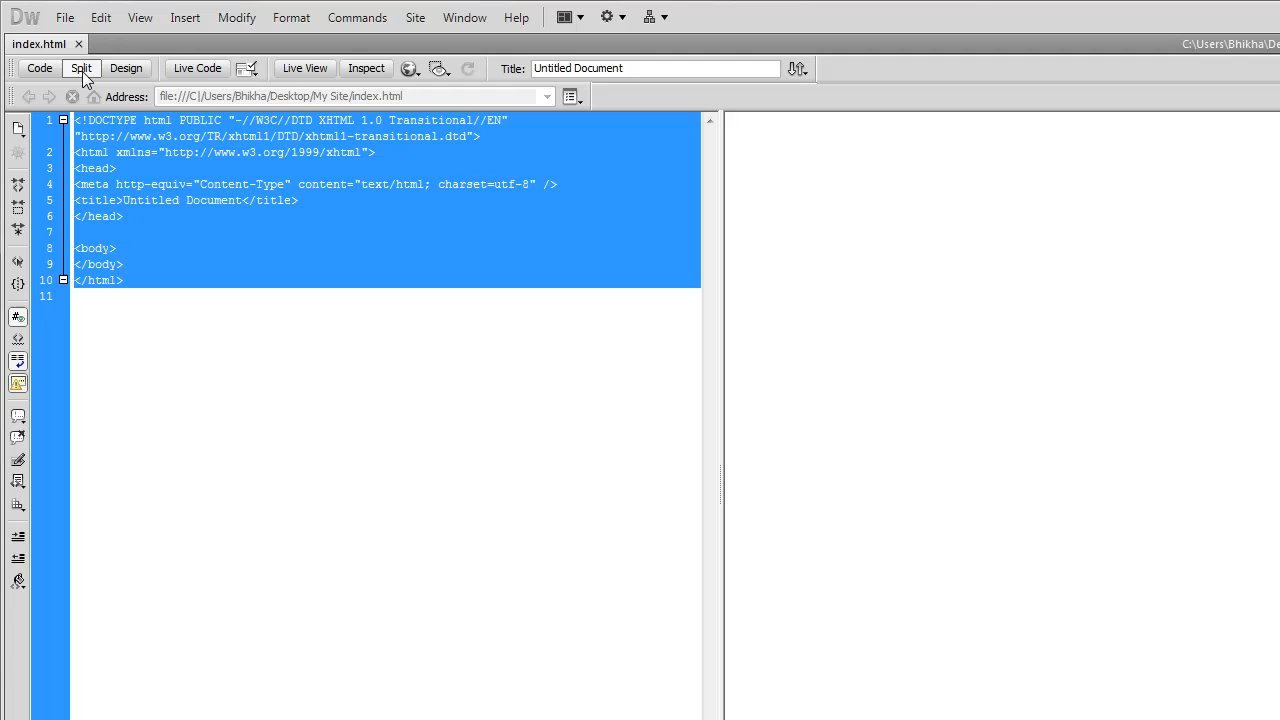 Dw File Edit View Insert Modify Format Commands Site Window Help
index.html
C:\Users\Bhikha\De
Code Split Design Live Code Live View Inspect Title: Untitled Document
Address: file:///C|/Users/Bhikha/Desktop/My Site/index.html
1 <!DOCTYPE html PUBLIC "-//W3C//DTD XHTML 1.0 Transitional//EN"
"http://www.w3.org/TR/xhtml1/DTD/xhtml1-transitional.dtd">
2 <html xmlns="http://www.w3.org/1999/xhtml">
3 <head>
4 <meta http-equiv="Content-Type" content="text/html; charset=utf-8" />
5 <title>Untitled Document</title>
6 </head>
7
8 <body>
9 </body>
10 </html>
11